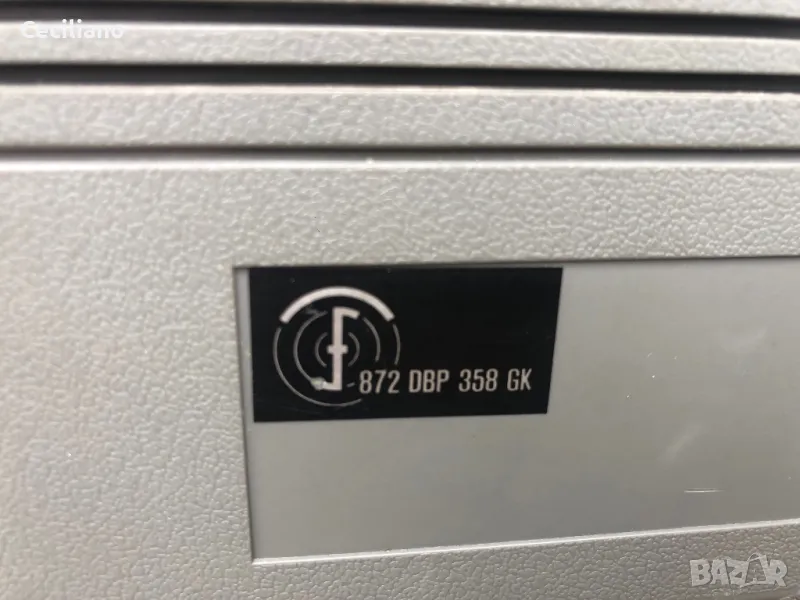 Ceciliano
-872 DBP 358 GK
BAZAR